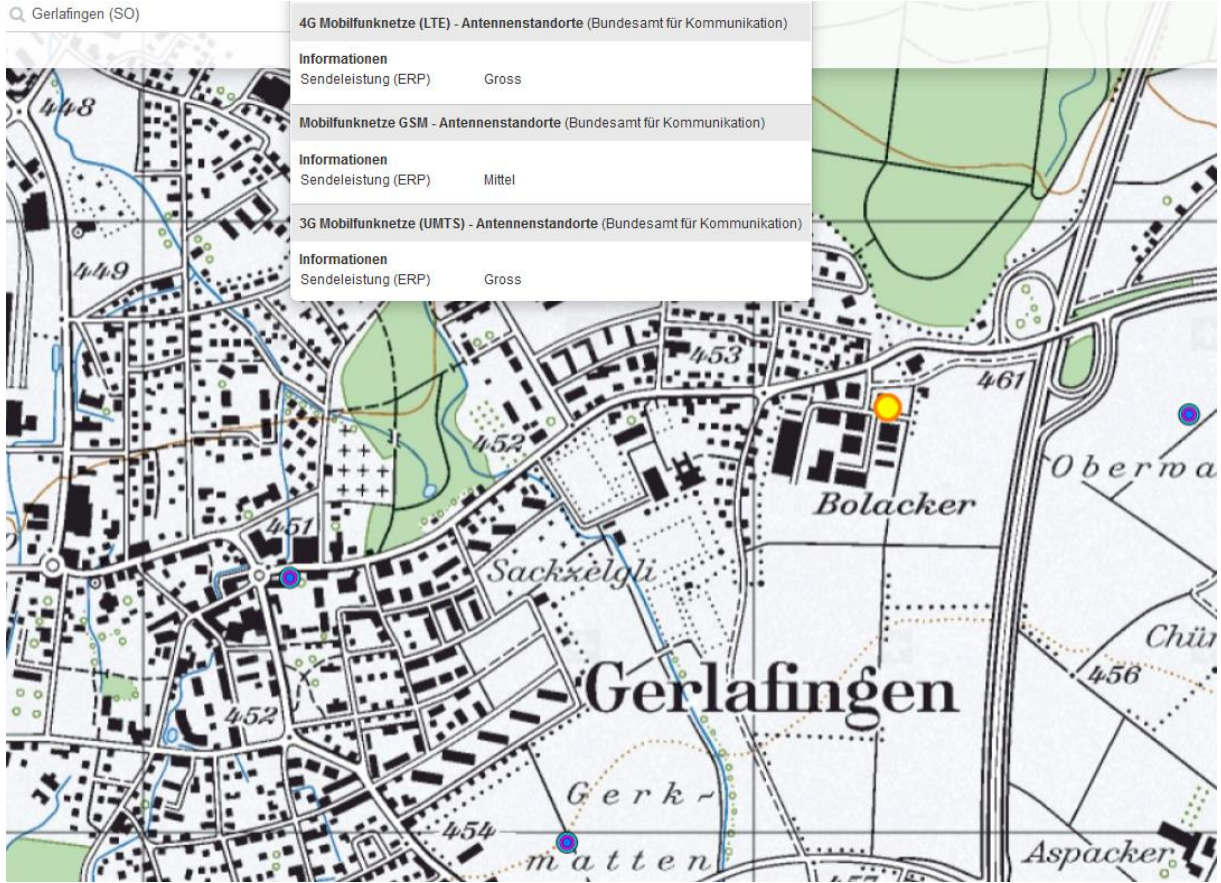 Gerlafingen (SO)
4G Mobilfunknetze (LTE) - Antennenstandorte (Bundesamt für Kommunikation)
Informationen
Sendeleistung (ERP) Gross
Mobilfunknetze GSM - Antennenstandorte (Bundesamt für Kommunikation)
Informationen
Sendeleistung (ERP) Mittel
3G Mobilfunknetze (UMTS) - Antennenstandorte (Bundesamt für Kommunikation)
Informationen
Sendeleistung (ERP) Gross
448
449
453
461
452
Oberwa
Bolacker
451
Sackzelgli
Chür
456
Gerlafingen
452
Gerk-
454
matten
Aspacker
457